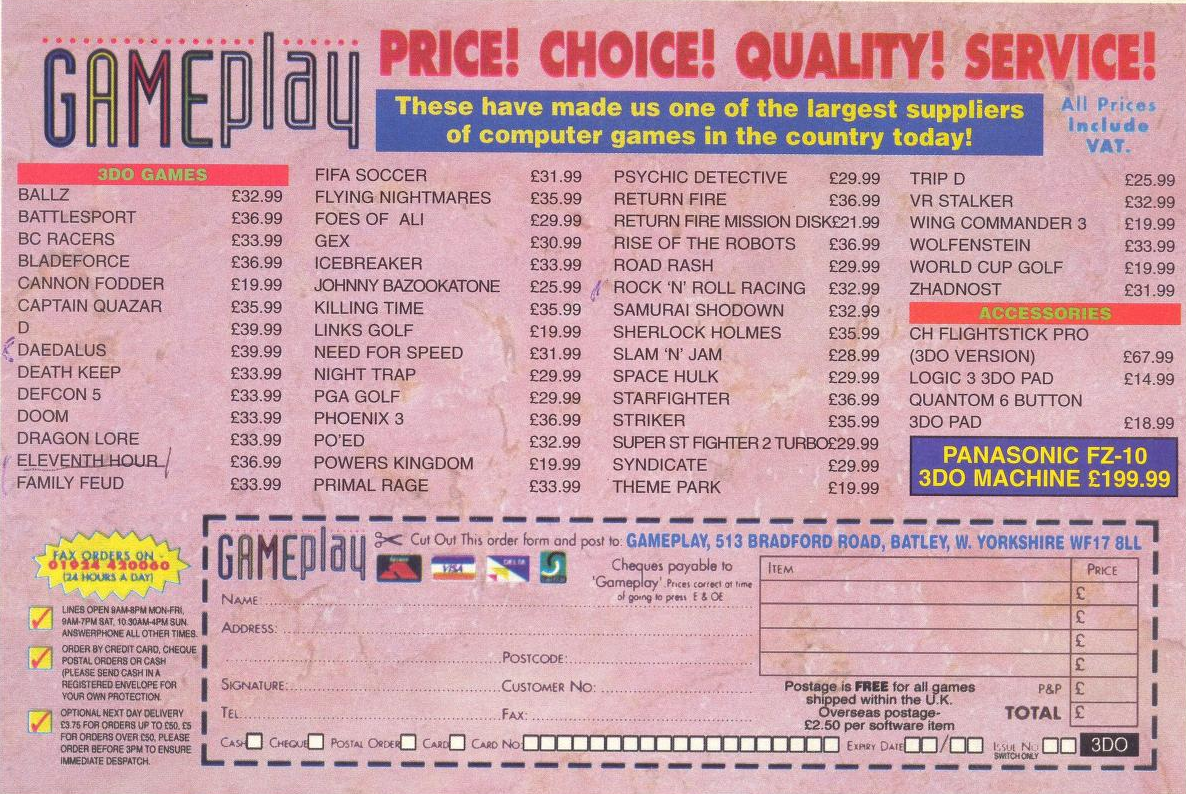 GAMEplay
PRICE! CHOICE! QUALITY! SERVICE!
These have made us one of the largest suppliers
of computer games in the country today!
All Prices
Include
VAT.
3DO GAMES
BALLZ £32.99
BATTLESPORT £36.99
BC RACERS £33.99
BLADEFORCE £36.99
CANNON FODDER £19.99
CAPTAIN QUAZAR £35.99
D £39.99
DAEDALUS £39.99
DEATH KEEP £33.99
DEFCON 5 £33.99
DOOM £33.99
DRAGON LORE £33.99
ELEVENTH HOUR £36.99
FAMILY FEUD £33.99
FIFA SOCCER £31.99
FLYING NIGHTMARES £35.99
FOES OF ALI £29.99
GEX £30.99
ICEBREAKER £33.99
JOHNNY BAZOOKATONE £25.99
KILLING TIME £35.99
LINKS GOLF £19.99
NEED FOR SPEED £31.99
NIGHT TRAP £29.99
PGA GOLF £29.99
PHOENIX 3 £36.99
PO'ED £32.99
POWERS KINGDOM £19.99
PRIMAL RAGE £33.99
PSYCHIC DETECTIVE £29.99
RETURN FIRE £36.99
RETURN FIRE MISSION DISK £21.99
RISE OF THE ROBOTS £36.99
ROAD RASH £29.99
ROCK 'N' ROLL RACING £32.99
SAMURAI SHODOWN £32.99
SHERLOCK HOLMES £35.99
SLAM 'N' JAM £28.99
SPACE HULK £29.99
STARFIGHTER £36.99
STRIKER £35.99
SUPER ST FIGHTER 2 TURBO £29.99
SYNDICATE £29.99
THEME PARK £19.99
TRIP D £25.99
VR STALKER £32.99
WING COMMANDER 3 £19.99
WOLFENSTEIN £33.99
WORLD CUP GOLF £19.99
ZHADNOST £31.99
ACCESSORIES
CH FLIGHTSTICK PRO
(3DO VERSION) £67.99
LOGIC 3 3DO PAD £14.99
QUANTOM 6 BUTTON
3DO PAD £18.99
PANASONIC FZ-10
3DO MACHINE £199.99
FAX ORDERS ON -
01924 420060
(24 HOURS A DAY)
LINES OPEN 9AM-8PM MON-FRI,
9AM-7PM SAT, 10.30AM-4PM SUN.
ANSWERPHONE ALL OTHER TIMES.
ORDER BY CREDIT CARD, CHEQUE
POSTAL ORDERS OR CASH
(PLEASE SEND CASH IN A
REGISTERED ENVELOPE FOR
YOUR OWN PROTECTION.
OPTIONAL NEXT DAY DELIVERY
£3.75 FOR ORDERS UP TO £50, £5
FOR ORDERS OVER £50, PLEASE
ORDER BEFORE 3PM TO ENSURE
IMMEDIATE DESPATCH.
GAMEplay
Cut Out This order form and post to: GAMEPLAY, 513 BRADFORD ROAD, BATLEY, W. YORKSHIRE WF17 8LL
VISA
DELTA
Cheques payable to
'Gameplay' Prices correct at time
of going to press E & OE
NAME:
ADDRESS:
POSTCODE:
SIGNATURE: CUSTOMER NO:
TEL: FAX:
ITEM PRICE
£
£
£
£
£
Postage is FREE for all games
shipped within the U.K.
Overseas postage-
£2.50 per software item
P&P £
TOTAL £
CASH CHEQUE POSTAL ORDER CARD CARD NO: EXPIRY DATE / ISSUE NO
SWITCH ONLY
3DO